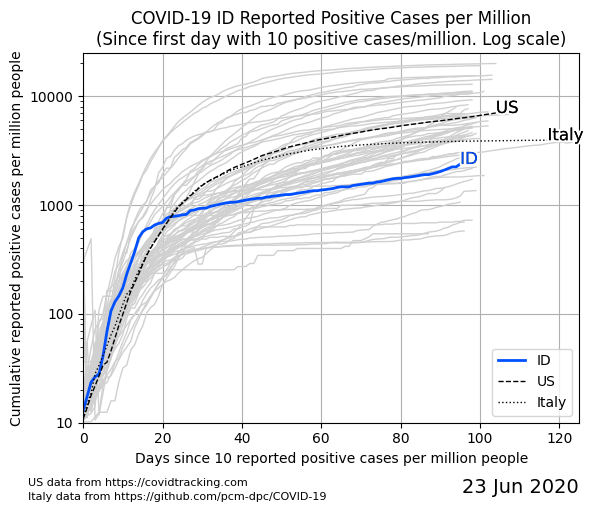 COVID-19 ID Reported Positive Cases per Million
(Since first day with 10 positive cases/million. Log scale)
Cumulative reported positive cases per million people
10000
1000
100
10
US
Italy
ID
ID
US
Italy
0
20
40
60
80
100
120
Days since 10 reported positive cases per million people
US data from https://covidtracking.com
Italy data from https://github.com/pcm-dpc/COVID-19
23 Jun 2020